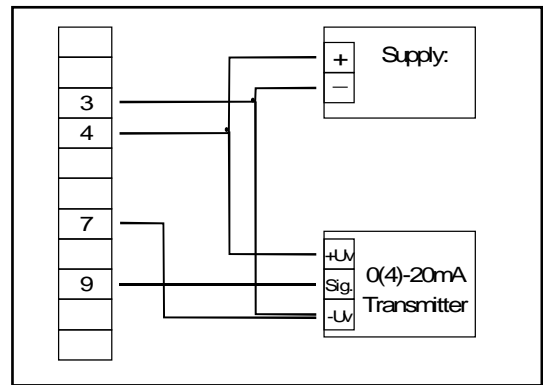 3
4
7
9
+
−
Supply:
+Uv
Sig.
-Uv
0(4)-20mA
Transmitter